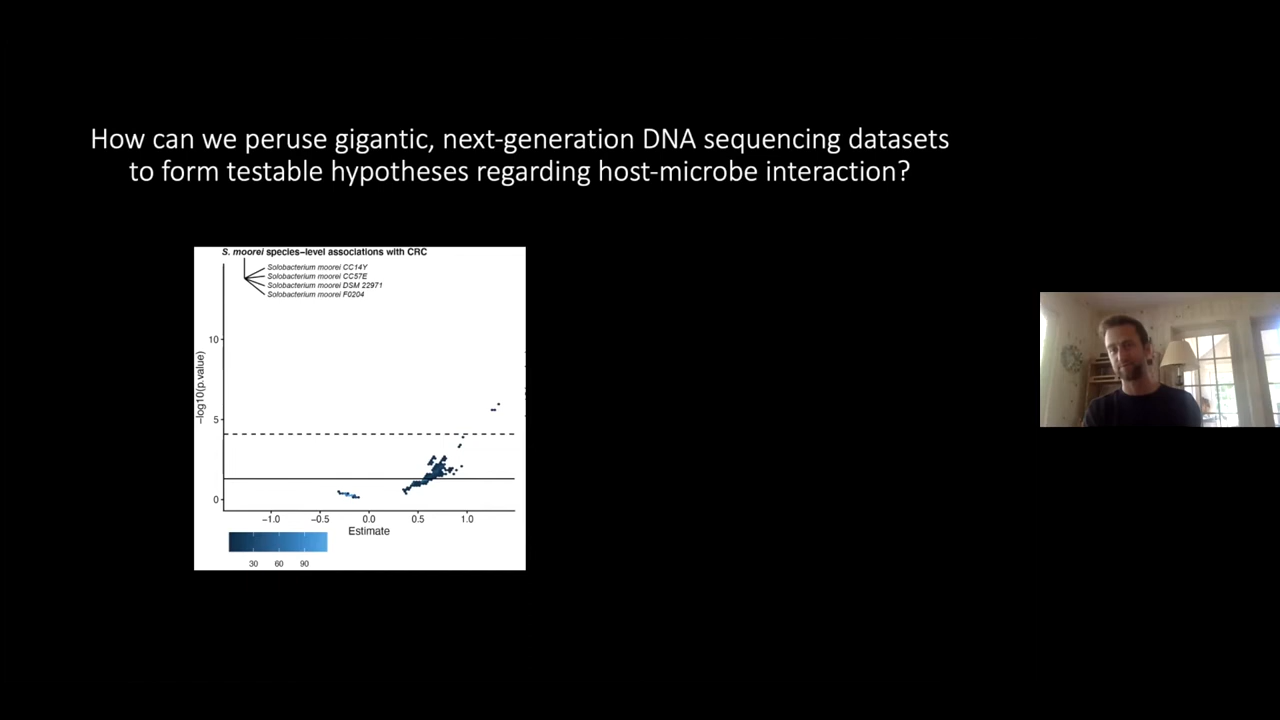 How can we peruse gigantic, next-generation DNA sequencing datasets
to form testable hypotheses regarding host-microbe interaction?
S. moorei species−level associations with CRC
Solobacterium moorei CC14Y
Solobacterium moorei CC57E
Solobacterium moorei DSM 22971
Solobacterium moorei F0204
10
5
0
−log10(p.value)
−1.0 −0.5 0.0 0.5 1.0
Estimate
30 60 90